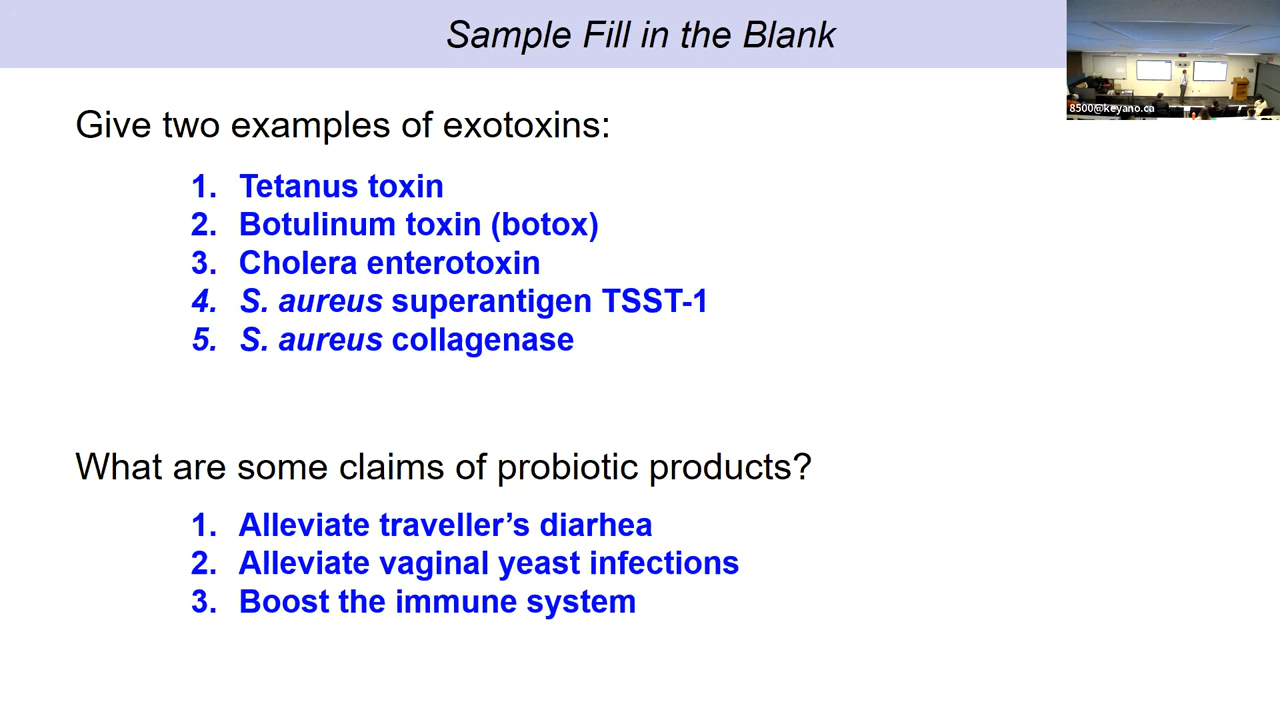 Sample Fill in the Blank
8500@keyano.ca
Give two examples of exotoxins:
1. Tetanus toxin
2. Botulinum toxin (botox)
3. Cholera enterotoxin
4. S. aureus superantigen TSST-1
5. S. aureus collagenase
What are some claims of probiotic products?
1. Alleviate traveller’s diarhea
2. Alleviate vaginal yeast infections
3. Boost the immune system